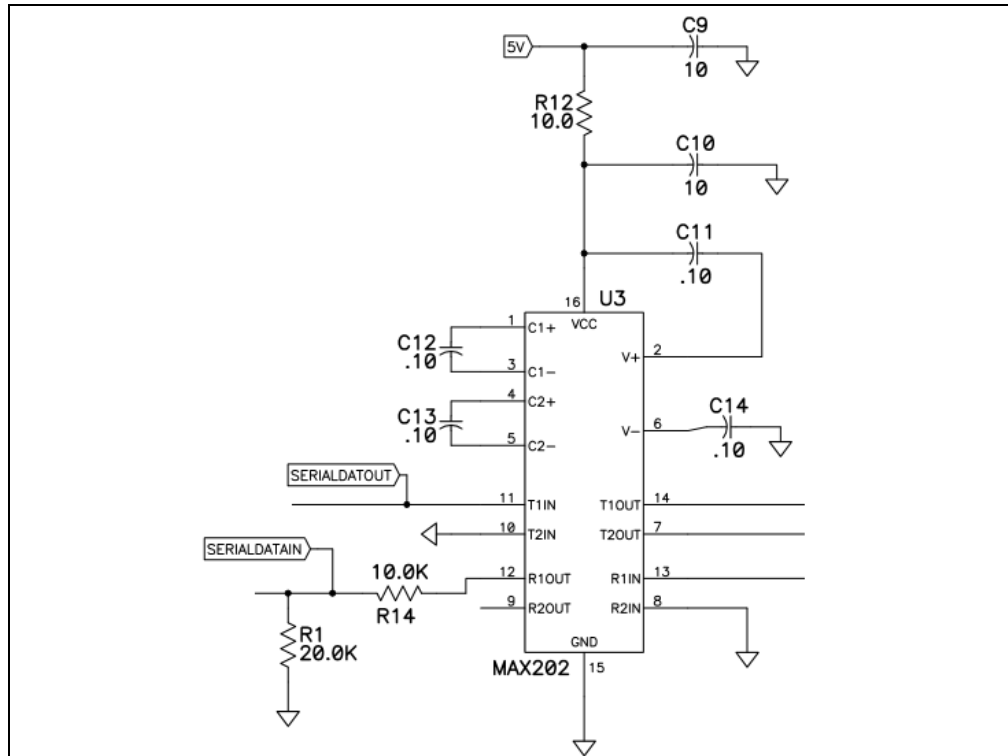 C9
5V
10
R12
10.0
C10
10
C11
.10
16
U3
VCC
1
C1+
C12
.10
2
V+
3
C1-
4
C2+
C13
.10
C14
.10
6
V-
5
C2-
SERIALDATOUT
11
T1IN
T1OUT
14
10
T2IN
T2OUT
7
SERIALDATAIN
10.0K
12
R1OUT
R1IN
13
R14
9
R2OUT
R2IN
8
R1
20.0K
GND
MAX202
15